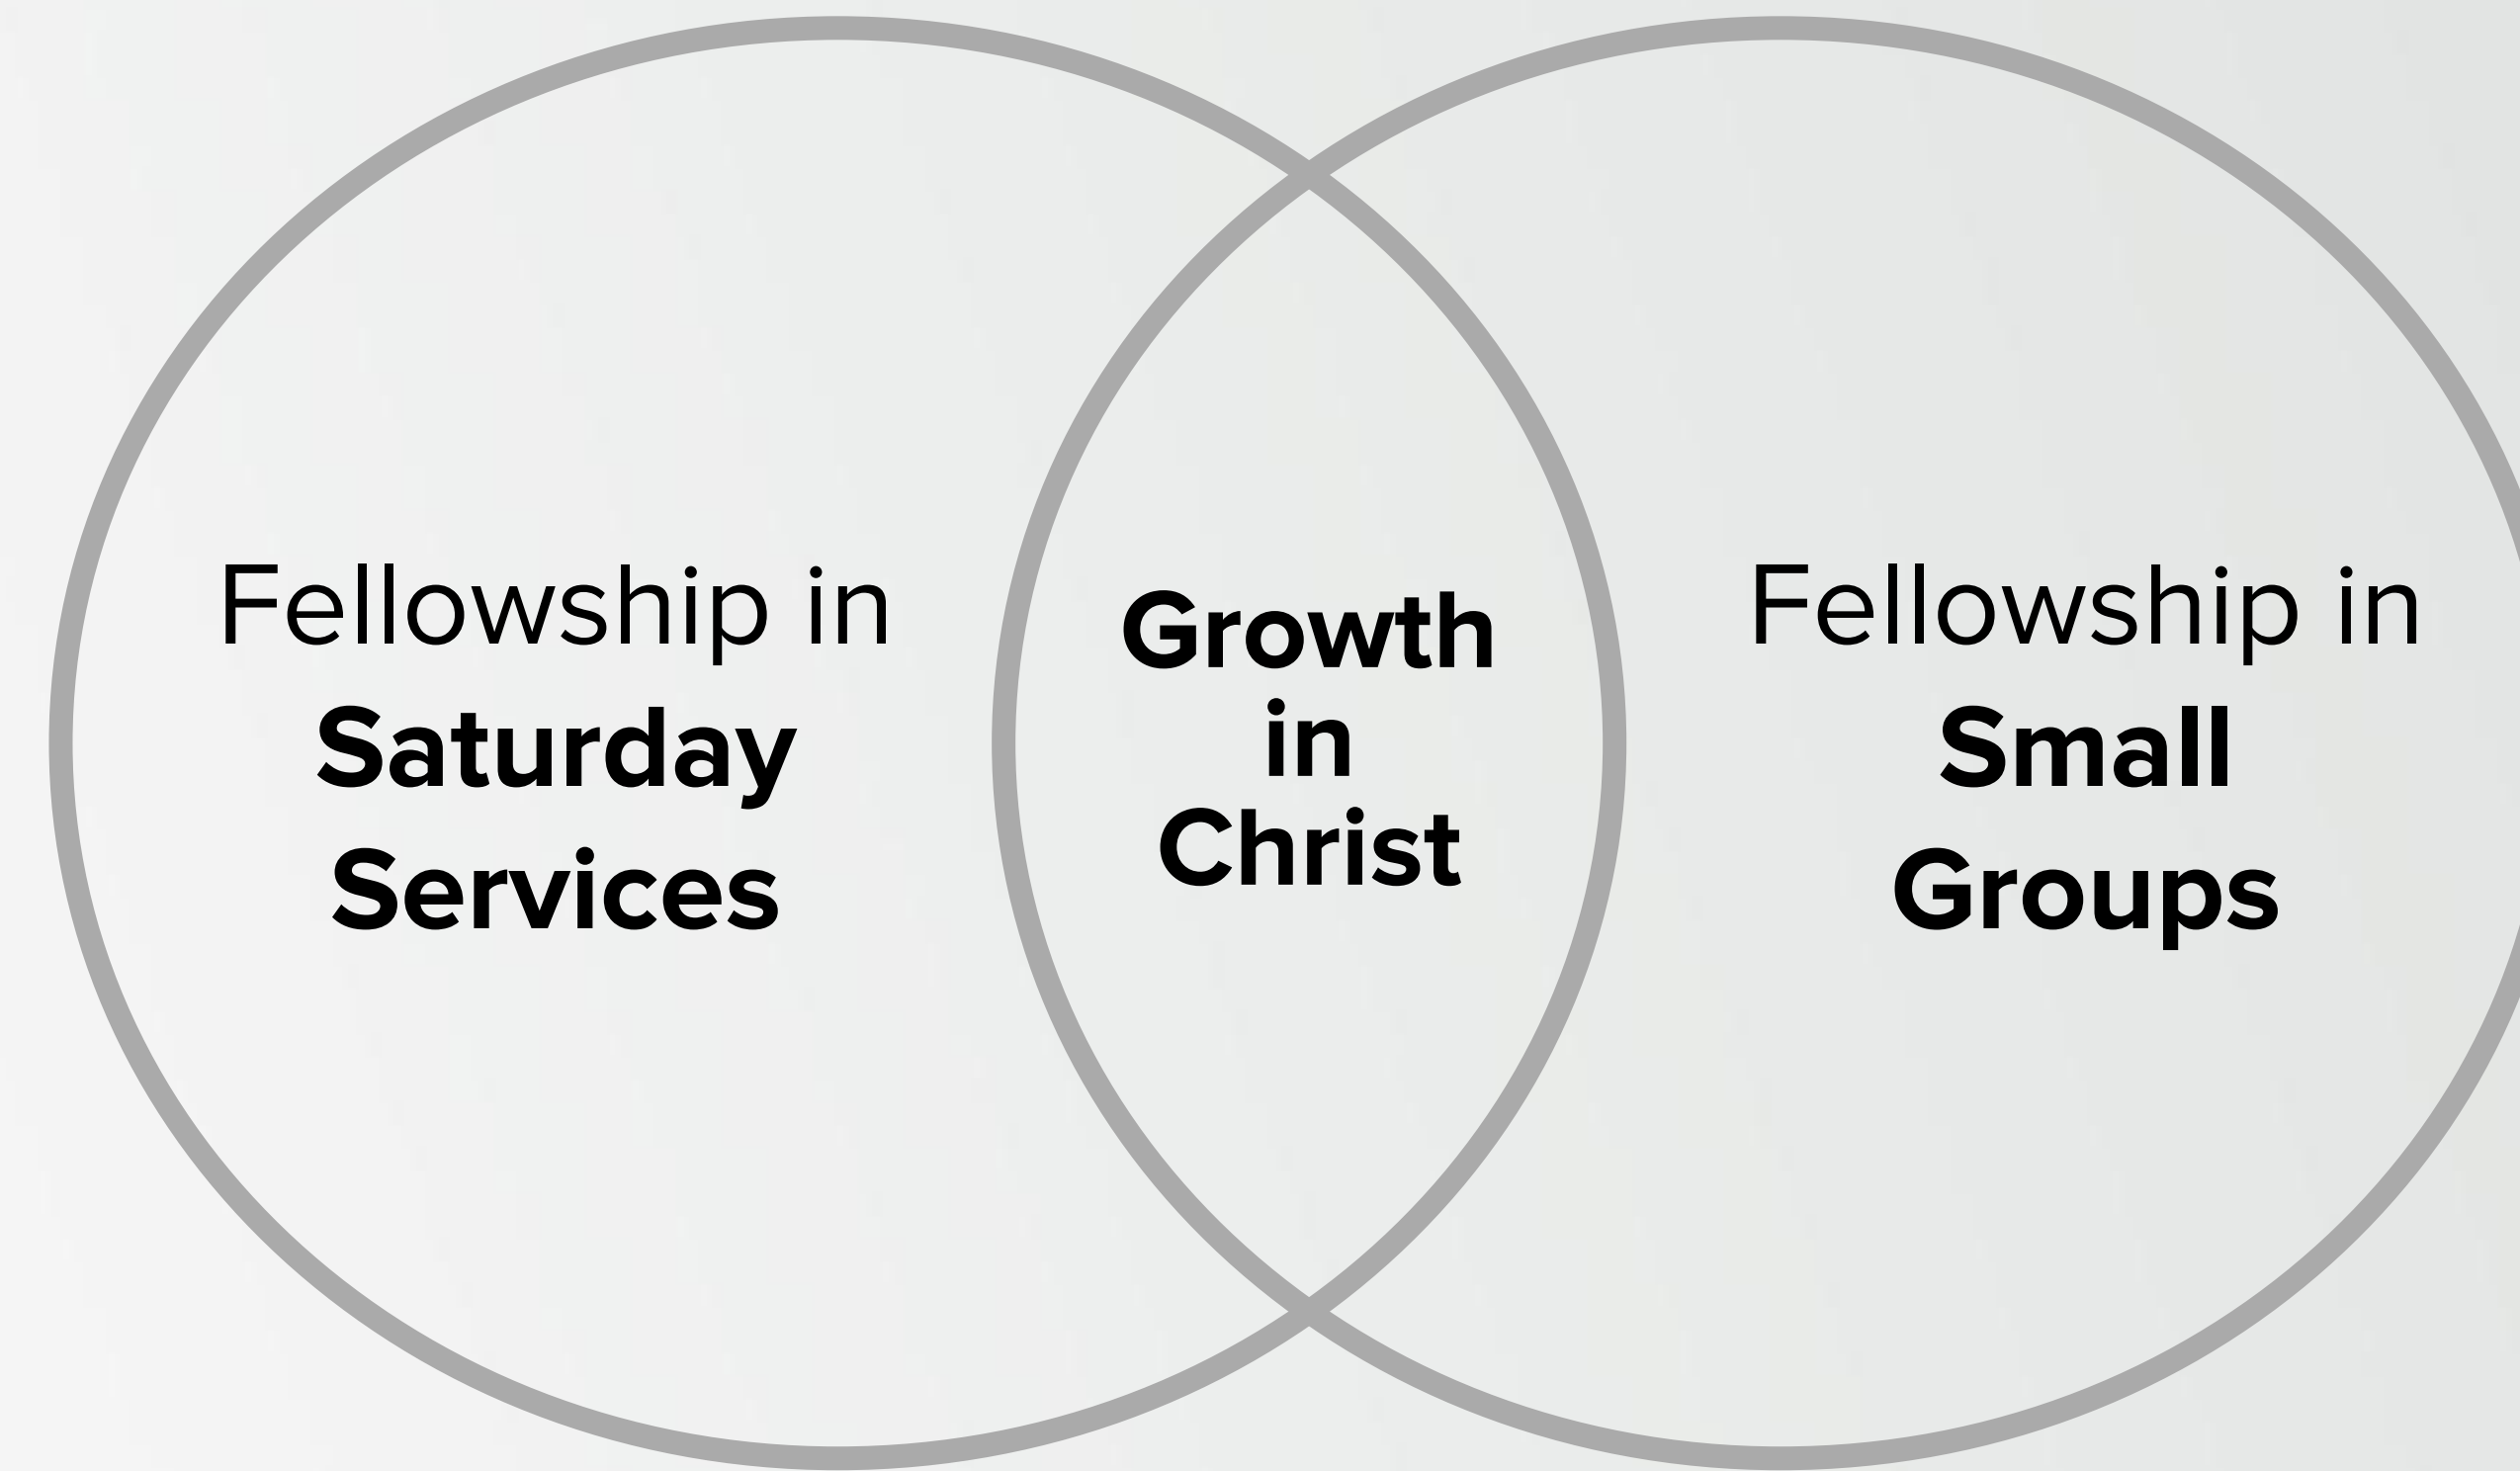 Fellowship in
Saturday
Services
Growth
in
Christ
Fellowship in
Small
Groups